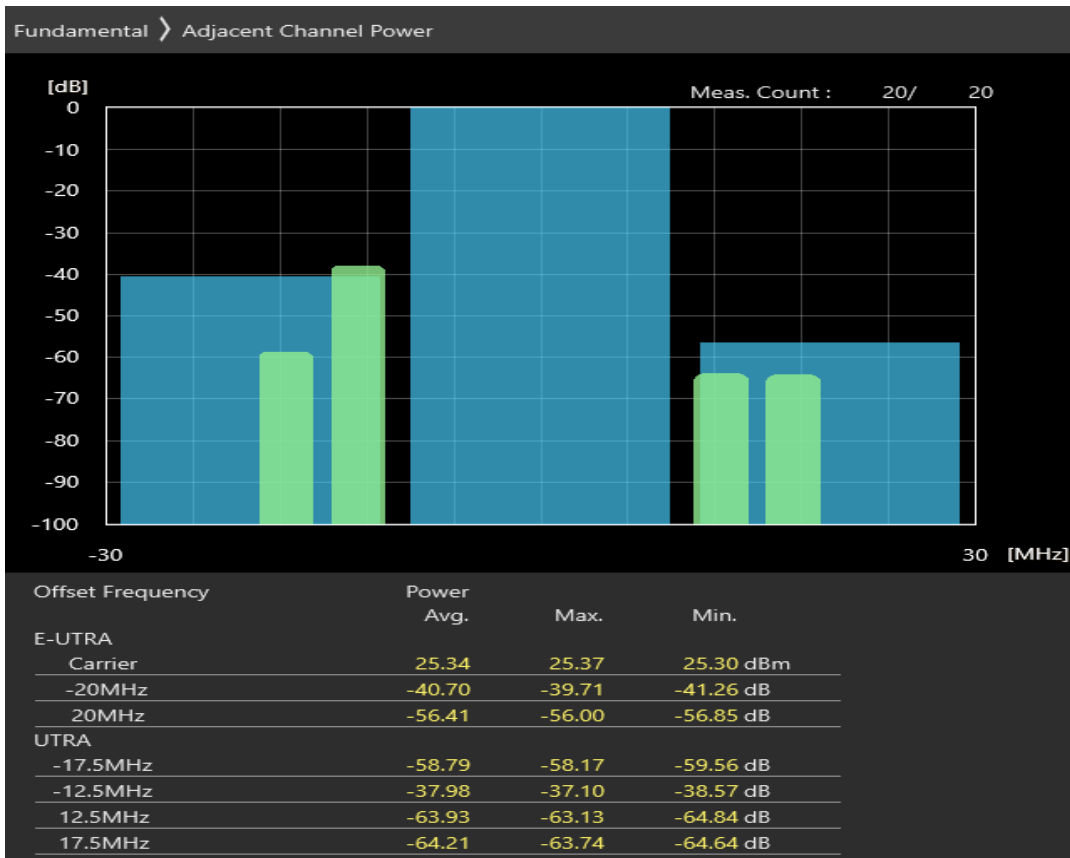 Fundamental 〉 Adjacent Channel Power
[dB]
Meas. Count : 20/ 20
0
-10
-20
-30
-40
-50
-60
-70
-80
-90
-100
-30 30 [MHz]
Offset Frequency Power
Avg. Max. Min.
E-UTRA
Carrier 25.34 25.37 25.30 dBm
-20MHz -40.70 -39.71 -41.26 dB
20MHz -56.41 -56.00 -56.85 dB
UTRA
-17.5MHz -58.79 -58.17 -59.56 dB
-12.5MHz -37.98 -37.10 -38.57 dB
12.5MHz -63.93 -63.13 -64.84 dB
17.5MHz -64.21 -63.74 -64.64 dB